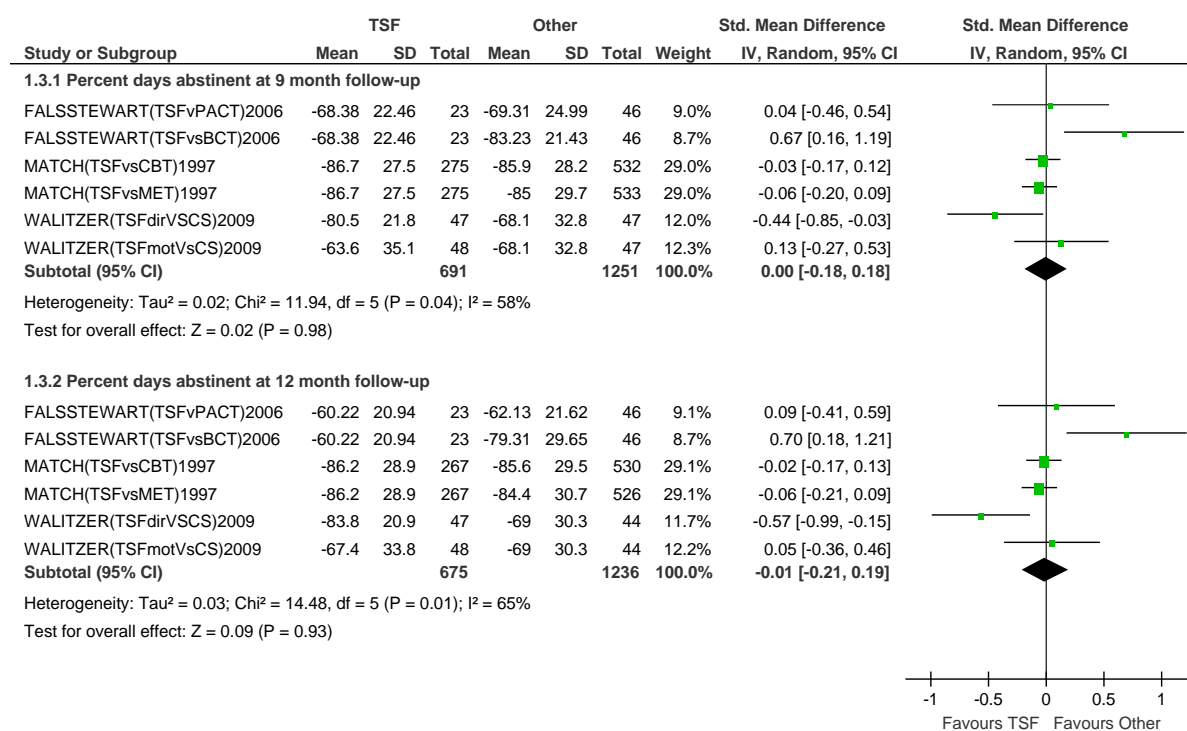 TSF Other Std. Mean Difference Std. Mean Difference
Study or Subgroup Mean SD Total Mean SD Total Weight IV, Random, 95% CI IV, Random, 95% CI
1.3.1 Percent days abstinent at 9 month follow-up
FALSSTEWART(TSFvPACT)2006 -68.38 22.46 23 -69.31 24.99 46 9.0% 0.04 [-0.46, 0.54]
FALSSTEWART(TSFvsBCT)2006 -68.38 22.46 23 -83.23 21.43 46 8.7% 0.67 [0.16, 1.19]
MATCH(TSFvsCBT)1997 -86.7 27.5 275 -85.9 28.2 532 29.0% -0.03 [-0.17, 0.12]
MATCH(TSFvsMET)1997 -86.7 27.5 275 -85 29.7 533 29.0% -0.06 [-0.20, 0.09]
WALITZER(TSFdirVSCS)2009 -80.5 21.8 47 -68.1 32.8 47 12.0% -0.44 [-0.85, -0.03]
WALITZER(TSFmotVsCS)2009 -63.6 35.1 48 -68.1 32.8 47 12.3% 0.13 [-0.27, 0.53]
Subtotal (95% CI) 691 1251 100.0% 0.00 [-0.18, 0.18]
Heterogeneity: Tau² = 0.02; Chi² = 11.94, df = 5 (P = 0.04); I² = 58%
Test for overall effect: Z = 0.02 (P = 0.98)
1.3.2 Percent days abstinent at 12 month follow-up
FALSSTEWART(TSFvPACT)2006 -60.22 20.94 23 -62.13 21.62 46 9.1% 0.09 [-0.41, 0.59]
FALSSTEWART(TSFvsBCT)2006 -60.22 20.94 23 -79.31 29.65 46 8.7% 0.70 [0.18, 1.21]
MATCH(TSFvsCBT)1997 -86.2 28.9 267 -85.6 29.5 530 29.1% -0.02 [-0.17, 0.13]
MATCH(TSFvsMET)1997 -86.2 28.9 267 -84.4 30.7 526 29.1% -0.06 [-0.21, 0.09]
WALITZER(TSFdirVSCS)2009 -83.8 20.9 47 -69 30.3 44 11.7% -0.57 [-0.99, -0.15]
WALITZER(TSFmotVsCS)2009 -67.4 33.8 48 -69 30.3 44 12.2% 0.05 [-0.36, 0.46]
Subtotal (95% CI) 675 1236 100.0% -0.01 [-0.21, 0.19]
Heterogeneity: Tau² = 0.03; Chi² = 14.48, df = 5 (P = 0.01); I² = 65%
Test for overall effect: Z = 0.09 (P = 0.93)
-1 -0.5 0 0.5 1
Favours TSF Favours Other